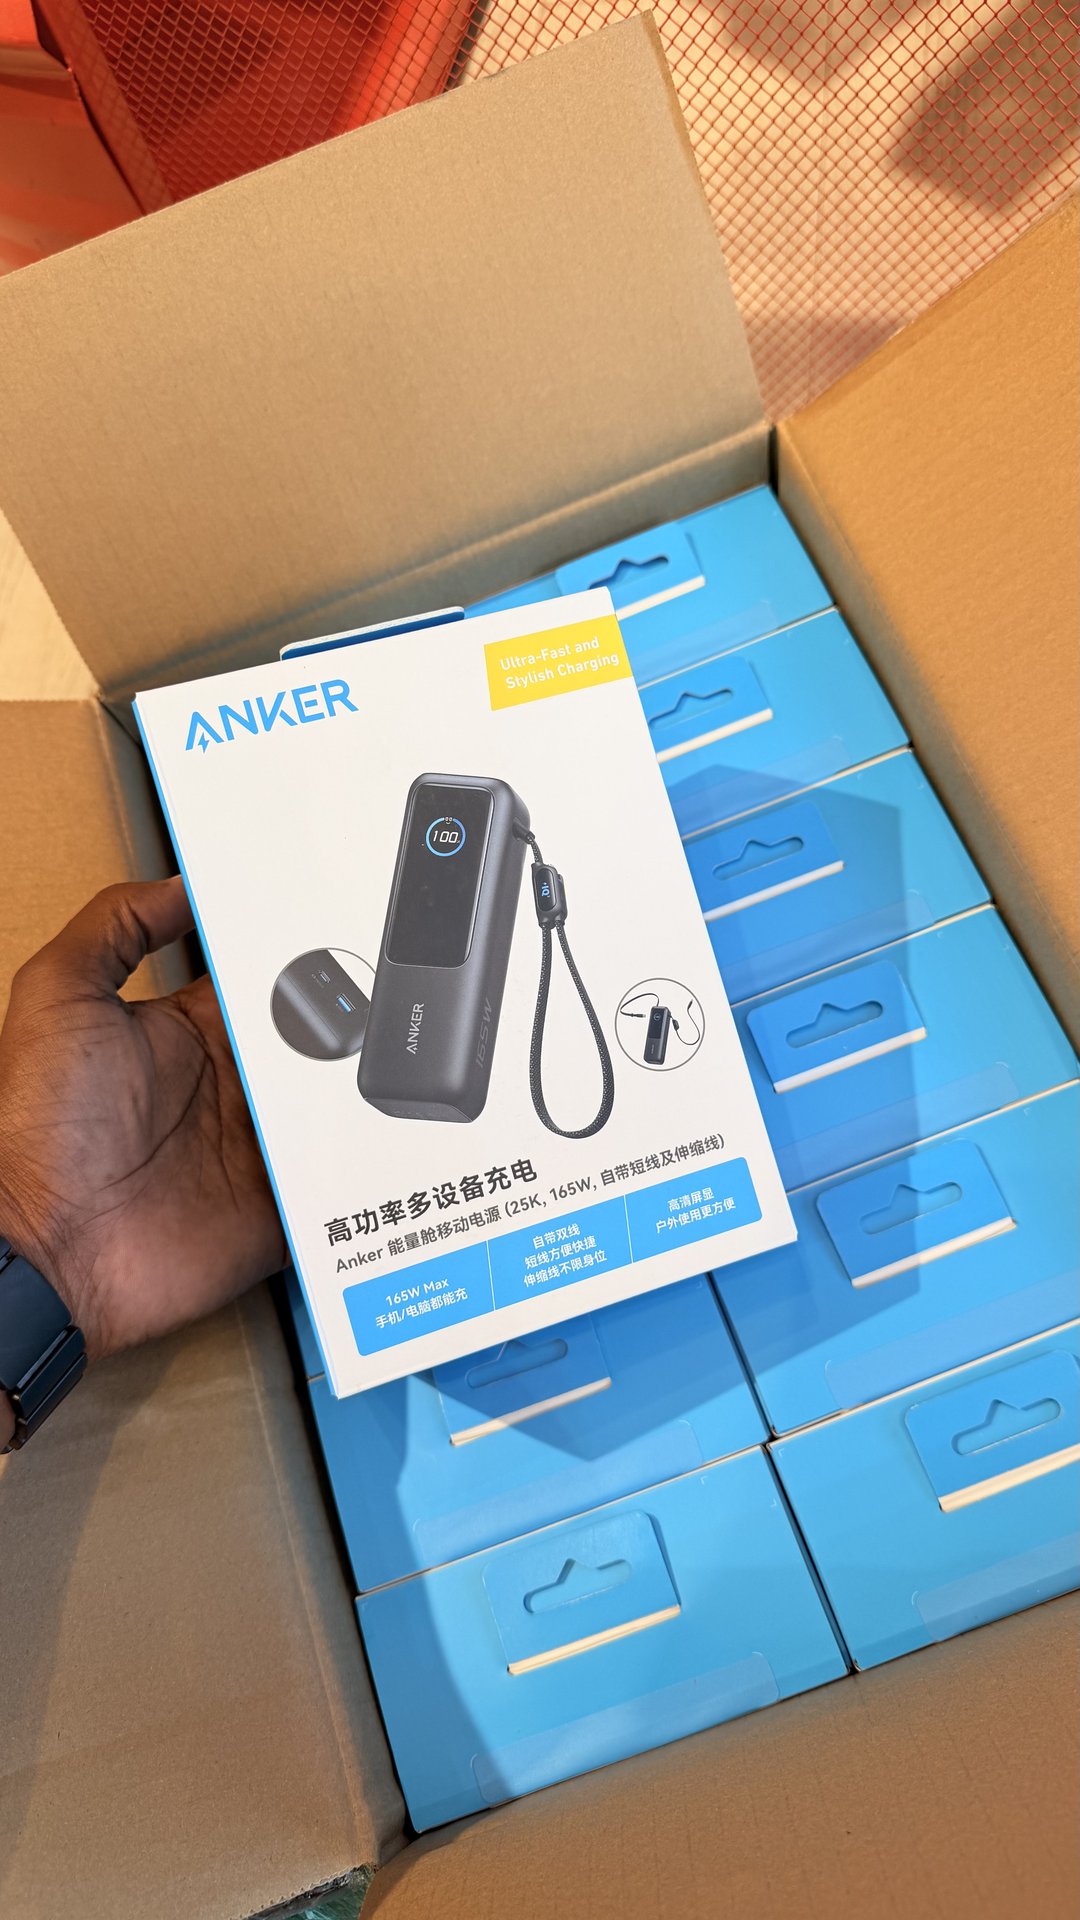 ANKER
Ultra-Fast and
Stylish Charging
100
ANKER
165W
高功率多设备充电
Anker 能量舱移动电源 (25K, 165W, 自带短线及伸缩线)
165W Max
手机/电脑都能充
自带双线
短线方便快捷
伸缩线不限身位
高清屏显
户外使用更方便